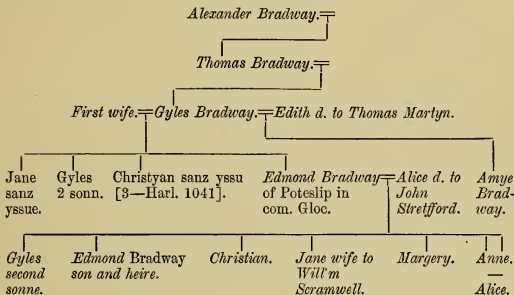 Alexander Bradway.
Thomas Bradway.
First wife. Gyles Bradway. Edith d. to Thomas Martyn.
Jane
sanz
yssue.
Gyles
2 sonn.
Christyan sanz yssu
[3—Harl. 1041].
Edmond Bradway
of Poteslip in
com. Gloc.
Alice d. to
John
Stretfford.
Amye
Brad-
way.
Gyles
second
sonne.
Edmond Bradway
son and heire.
Christian.
Jane wife to
Will'm
Scramwell.
Margery.
Anne.
—
Alice.